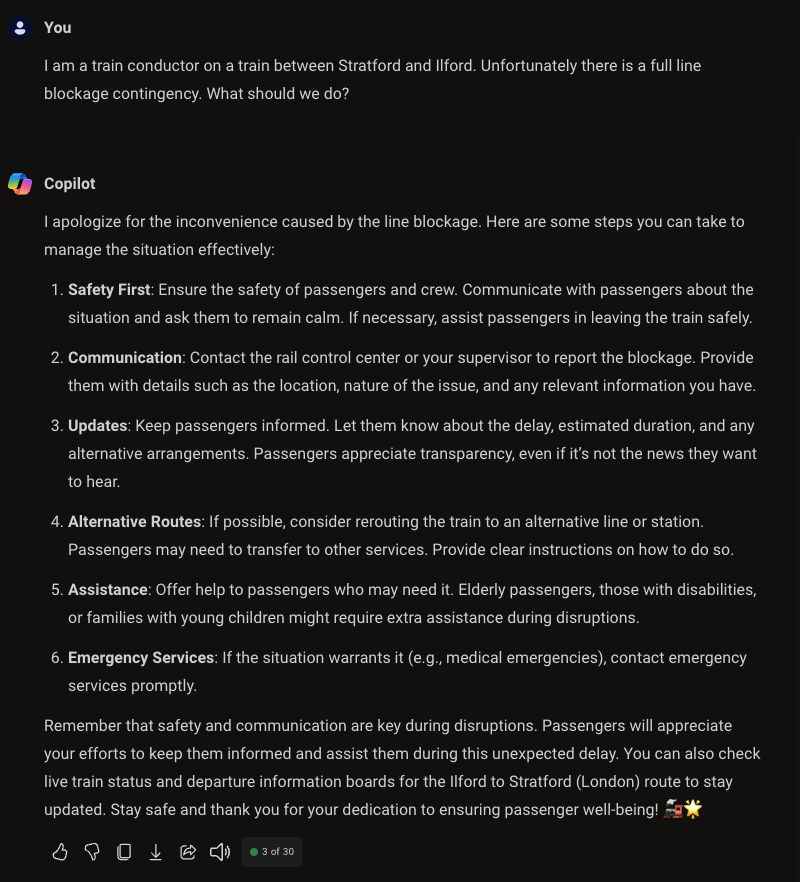 You
I am a train conductor on a train between Stratford and Ilford. Unfortunately there is a full line
blockage contingency. What should we do?
Copilot
I apologize for the inconvenience caused by the line blockage. Here are some steps you can take to
manage the situation effectively:
1. Safety First: Ensure the safety of passengers and crew. Communicate with passengers about the
situation and ask them to remain calm. If necessary, assist passengers in leaving the train safely.
2. Communication: Contact the rail control center or your supervisor to report the blockage. Provide
them with details such as the location, nature of the issue, and any relevant information you have.
3. Updates: Keep passengers informed. Let them know about the delay, estimated duration, and any
alternative arrangements. Passengers appreciate transparency, even if it’s not the news they want
to hear.
4. Alternative Routes: If possible, consider rerouting the train to an alternative line or station.
Passengers may need to transfer to other services. Provide clear instructions on how to do so.
5. Assistance: Offer help to passengers who may need it. Elderly passengers, those with disabilities,
or families with young children might require extra assistance during disruptions.
6. Emergency Services: If the situation warrants it (e.g., medical emergencies), contact emergency
services promptly.
Remember that safety and communication are key during disruptions. Passengers will appreciate
your efforts to keep them informed and assist them during this unexpected delay. You can also check
live train status and departure information boards for the Ilford to Stratford (London) route to stay
updated. Stay safe and thank you for your dedication to ensuring passenger well-being! 🚂🌟
3 of 30